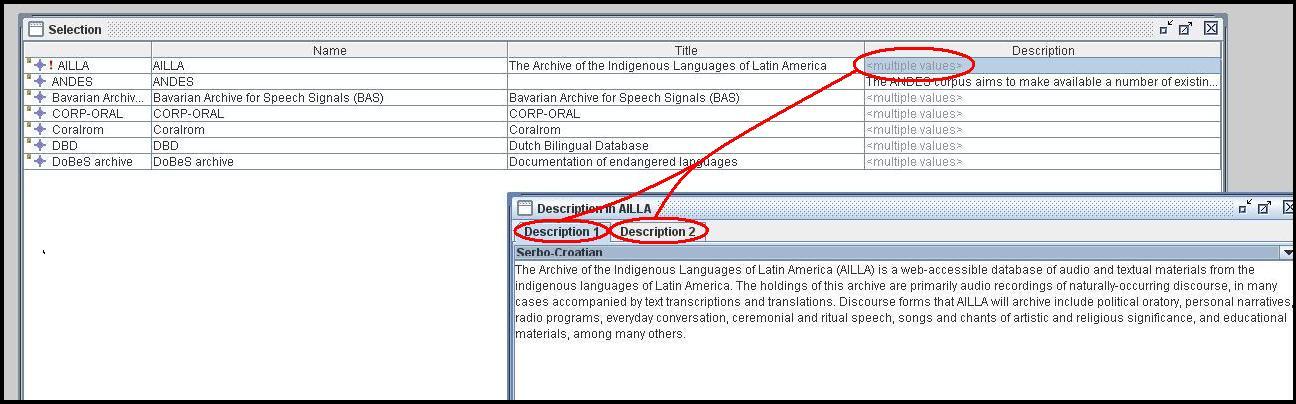 Selection
Name Title Description
! AILLA AILLA The Archive of the Indigenous Languages of Latin America <multiple values>
ANDES ANDES The ANDES corpus aims to make available a number of existin...
Bavarian Archiv... Bavarian Archive for Speech Signals (BAS) Bavarian Archive for Speech Signals (BAS) <multiple values>
CORP-ORAL CORP-ORAL CORP-ORAL <multiple values>
Coralrom Coralrom Coralrom <multiple values>
DBD DBD Dutch Bilingual Database <multiple values>
DoBeS archive DoBeS archive Documentation of endangered languages <multiple values>
Description in AILLA
Description 1 Description 2
Serbo-Croatian
The Archive of the Indigenous Languages of Latin America (AILLA) is a web-accessible database of audio and textual materials from the
indigenous languages of Latin America. The holdings of this archive are primarily audio recordings of naturally-occurring discourse, in many
cases accompanied by text transcriptions and translations. Discourse forms that AILLA will archive include political oratory, personal narratives,
radio programs, everyday conversation, ceremonial and ritual speech, songs and chants of artistic and religious significance, and educational
materials, among many others.